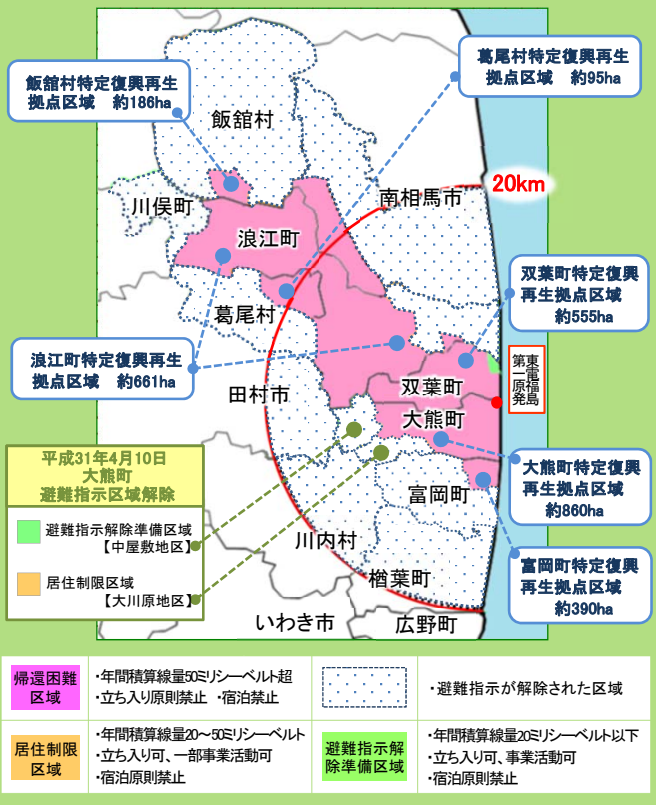 飯舘村特定復興再生
拠点区域　約186ha
葛尾村特定復興再生
拠点区域　約95ha
飯舘村
川俣町
南相馬市
20km
浪江町
葛尾村
双葉町特定復興
再生拠点区域
約555ha
浪江町特定復興再生
拠点区域　約661ha
田村市
双葉町
大熊町
東電福島
第一原発
平成31年4月10日
大熊町
避難指示区域解除
避難指示解除準備区域
【中屋敷地区】
居住制限区域
【大川原地区】
大熊町特定復興
再生拠点区域
約860ha
富岡町
川内村
楢葉町
富岡町特定復興
再生拠点区域
約390ha
いわき市
広野町
帰還困難
区域
・年間積算線量50ミリシーベルト超
・立ち入り原則禁止　・宿泊禁止
・避難指示が解除された区域
居住制限
区域
・年間積算線量20～50ミリシーベルト
・立ち入り可、一部事業活動可
・宿泊原則禁止
避難指示解
除準備区域
・年間積算線量20ミリシーベルト以下
・立ち入り可、事業活動可
・宿泊原則禁止